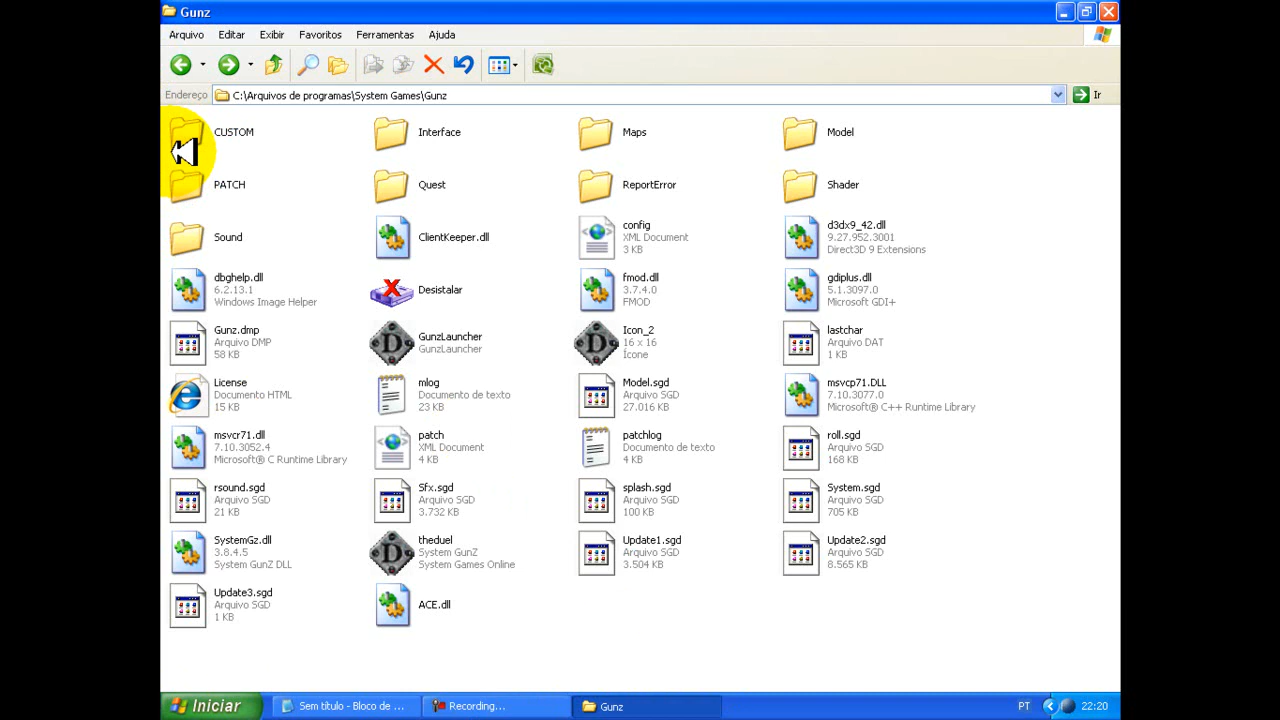 Gunz
Arquivo Editar Exibir Favoritos Ferramentas Ajuda
Endereço C:\Arquivos de programas\System Games\Gunz Ir
CUSTOM
Interface
Maps
Model
PATCH
Quest
ReportError
Shader
Sound
ClientKeeper.dll
config
XML Document
3 KB
d3dx9_42.dll
9.27.952.3001
Direct3D 9 Extensions
dbghelp.dll
6.2.13.1
Windows Image Helper
Desistalar
fmod.dll
3.7.4.0
FMOD
gdiplus.dll
5.1.3097.0
Microsoft GDI+
Gunz.dmp
Arquivo DMP
58 KB
GunzLauncher
GunzLauncher
Icon_2
16 x 16
Ícone
lastchar
Arquivo DAT
1 KB
License
Documento HTML
15 KB
mlog
Documento de texto
23 KB
Model.sgd
Arquivo SGD
27.016 KB
msvcp71.DLL
7.10.3077.0
Microsoft® C++ Runtime Library
msvcr71.dll
7.10.3052.4
Microsoft® C Runtime Library
patch
XML Document
4 KB
patchlog
Documento de texto
4 KB
roll.sgd
Arquivo SGD
168 KB
rsound.sgd
Arquivo SGD
21 KB
Sfx.sgd
Arquivo SGD
3.732 KB
splash.sgd
Arquivo SGD
100 KB
System.sgd
Arquivo SGD
705 KB
SystemGz.dll
3.8.4.5
System GunZ DLL
theduel
System GunZ
System Games Online
Update1.sgd
Arquivo SGD
3.504 KB
Update2.sgd
Arquivo SGD
8.565 KB
Update3.sgd
Arquivo SGD
1 KB
ACE.dll
Iniciar Sem título - Bloco de ... Recording... Gunz PT 22:20